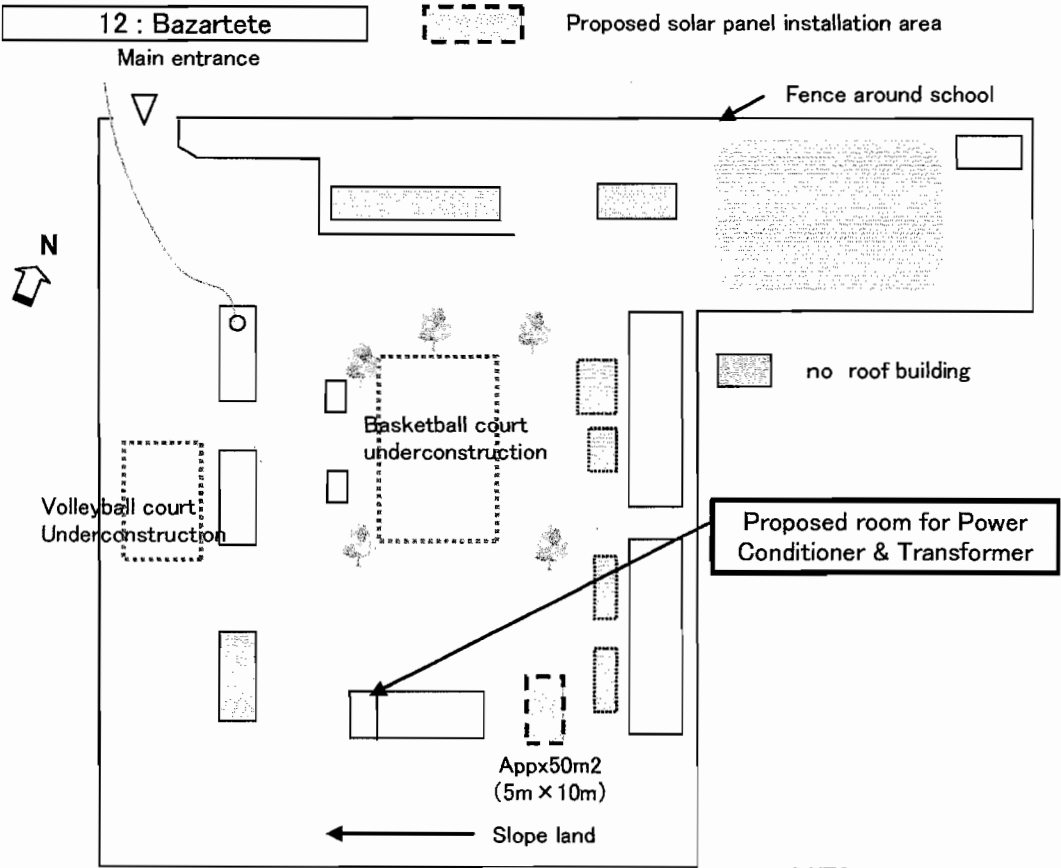 12 : Bazartete
Proposed solar panel installation area
Main entrance
Fence around school
N
no roof building
Basketball court
underconstruction
Volleyball court
Underconstruction
Proposed room for Power
Conditioner & Transformer
Appx50m2
(5m × 10m)
Slope land